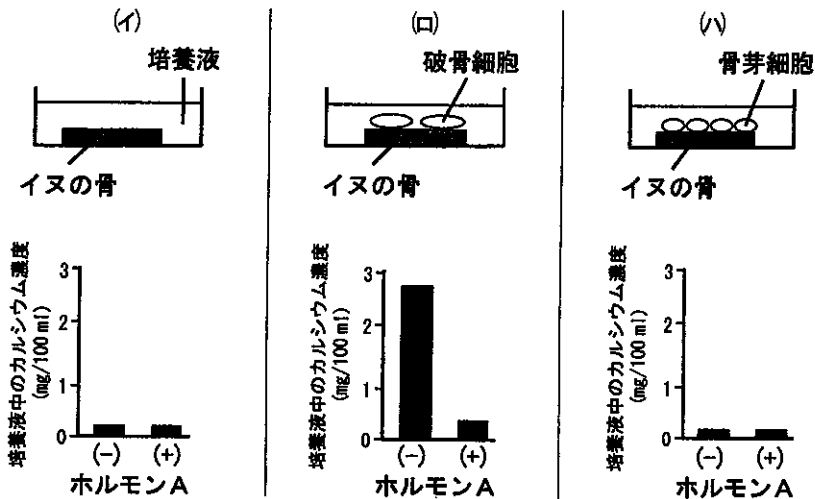 (イ)
培養液
イヌの骨
培養液中のカルシウム濃度
(mg/100 ml)
3
2
1
0
(−)
(+)
ホルモンA
(ロ)
破骨細胞
イヌの骨
培養液中のカルシウム濃度
(mg/100 ml)
3
2
1
0
(−)
(+)
ホルモンA
(ハ)
骨芽細胞
イヌの骨
培養液中のカルシウム濃度
(mg/100 ml)
3
2
1
0
(−)
(+)
ホルモンA